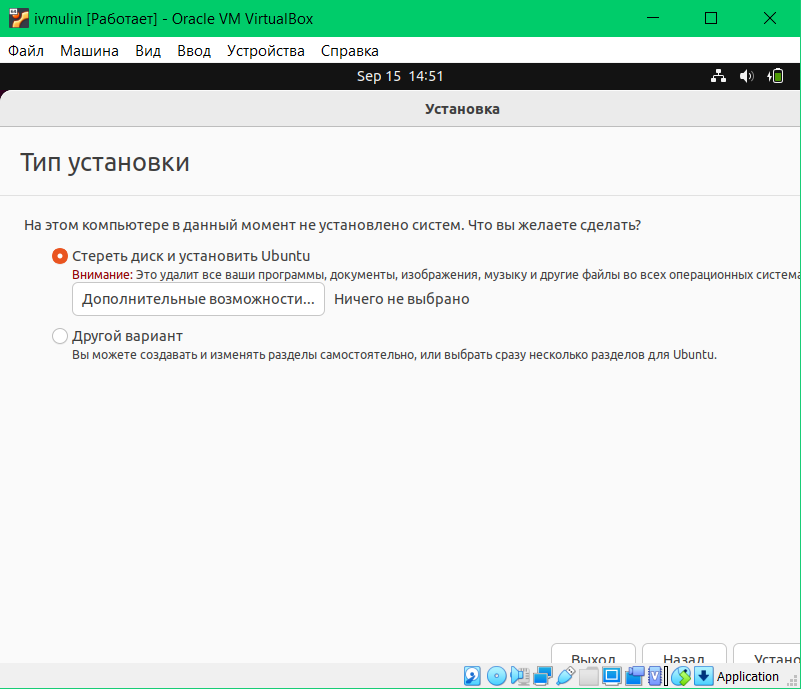 ivmulin [Работает] - Oracle VM VirtualBox
Файл Машина Вид Ввод Устройства Справка
Sep 15 14:51
Установка
Тип установки
На этом компьютере в данный момент не установлено систем. Что вы желаете сделать?
Стереть диск и установить Ubuntu
Внимание: Это удалит все ваши программы, документы, изображения, музыку и другие файлы во всех операционных система
Дополнительные возможности... Ничего не выбрано
Другой вариант
Вы можете создавать и изменять разделы самостоятельно, или выбрать сразу несколько разделов для Ubuntu.
Выход Назад Устано
Application